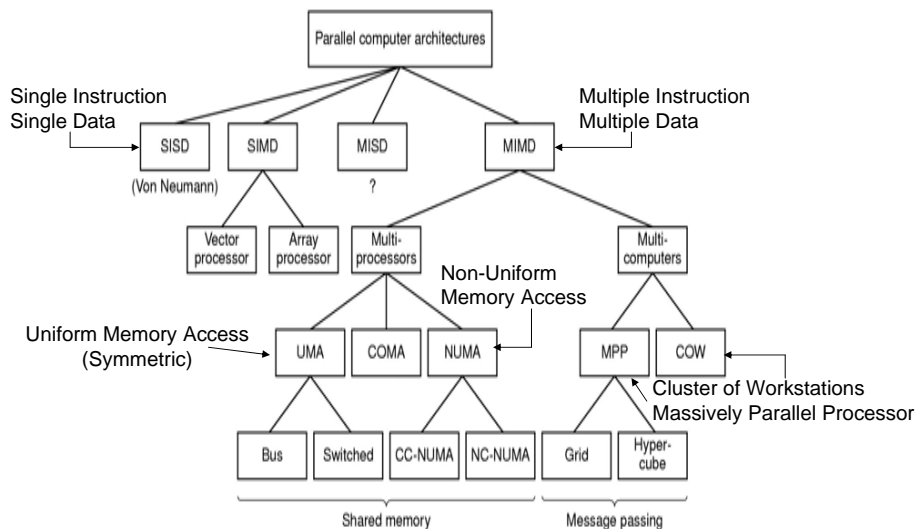 Parallel computer architectures
Single Instruction
Single Data
Multiple Instruction
Multiple Data
SISD
SIMD
MISD
MIMD
(Von Neumann)
?
Vector
processor
Array
processor
Multi-
processors
Multi-
computers
Non-Uniform
Memory Access
Uniform Memory Access
(Symmetric)
UMA
COMA
NUMA
MPP
COW
Cluster of Workstations
Massively Parallel Processor
Bus
Switched
CC-NUMA
NC-NUMA
Grid
Hyper-
cube
Shared memory
Message passing